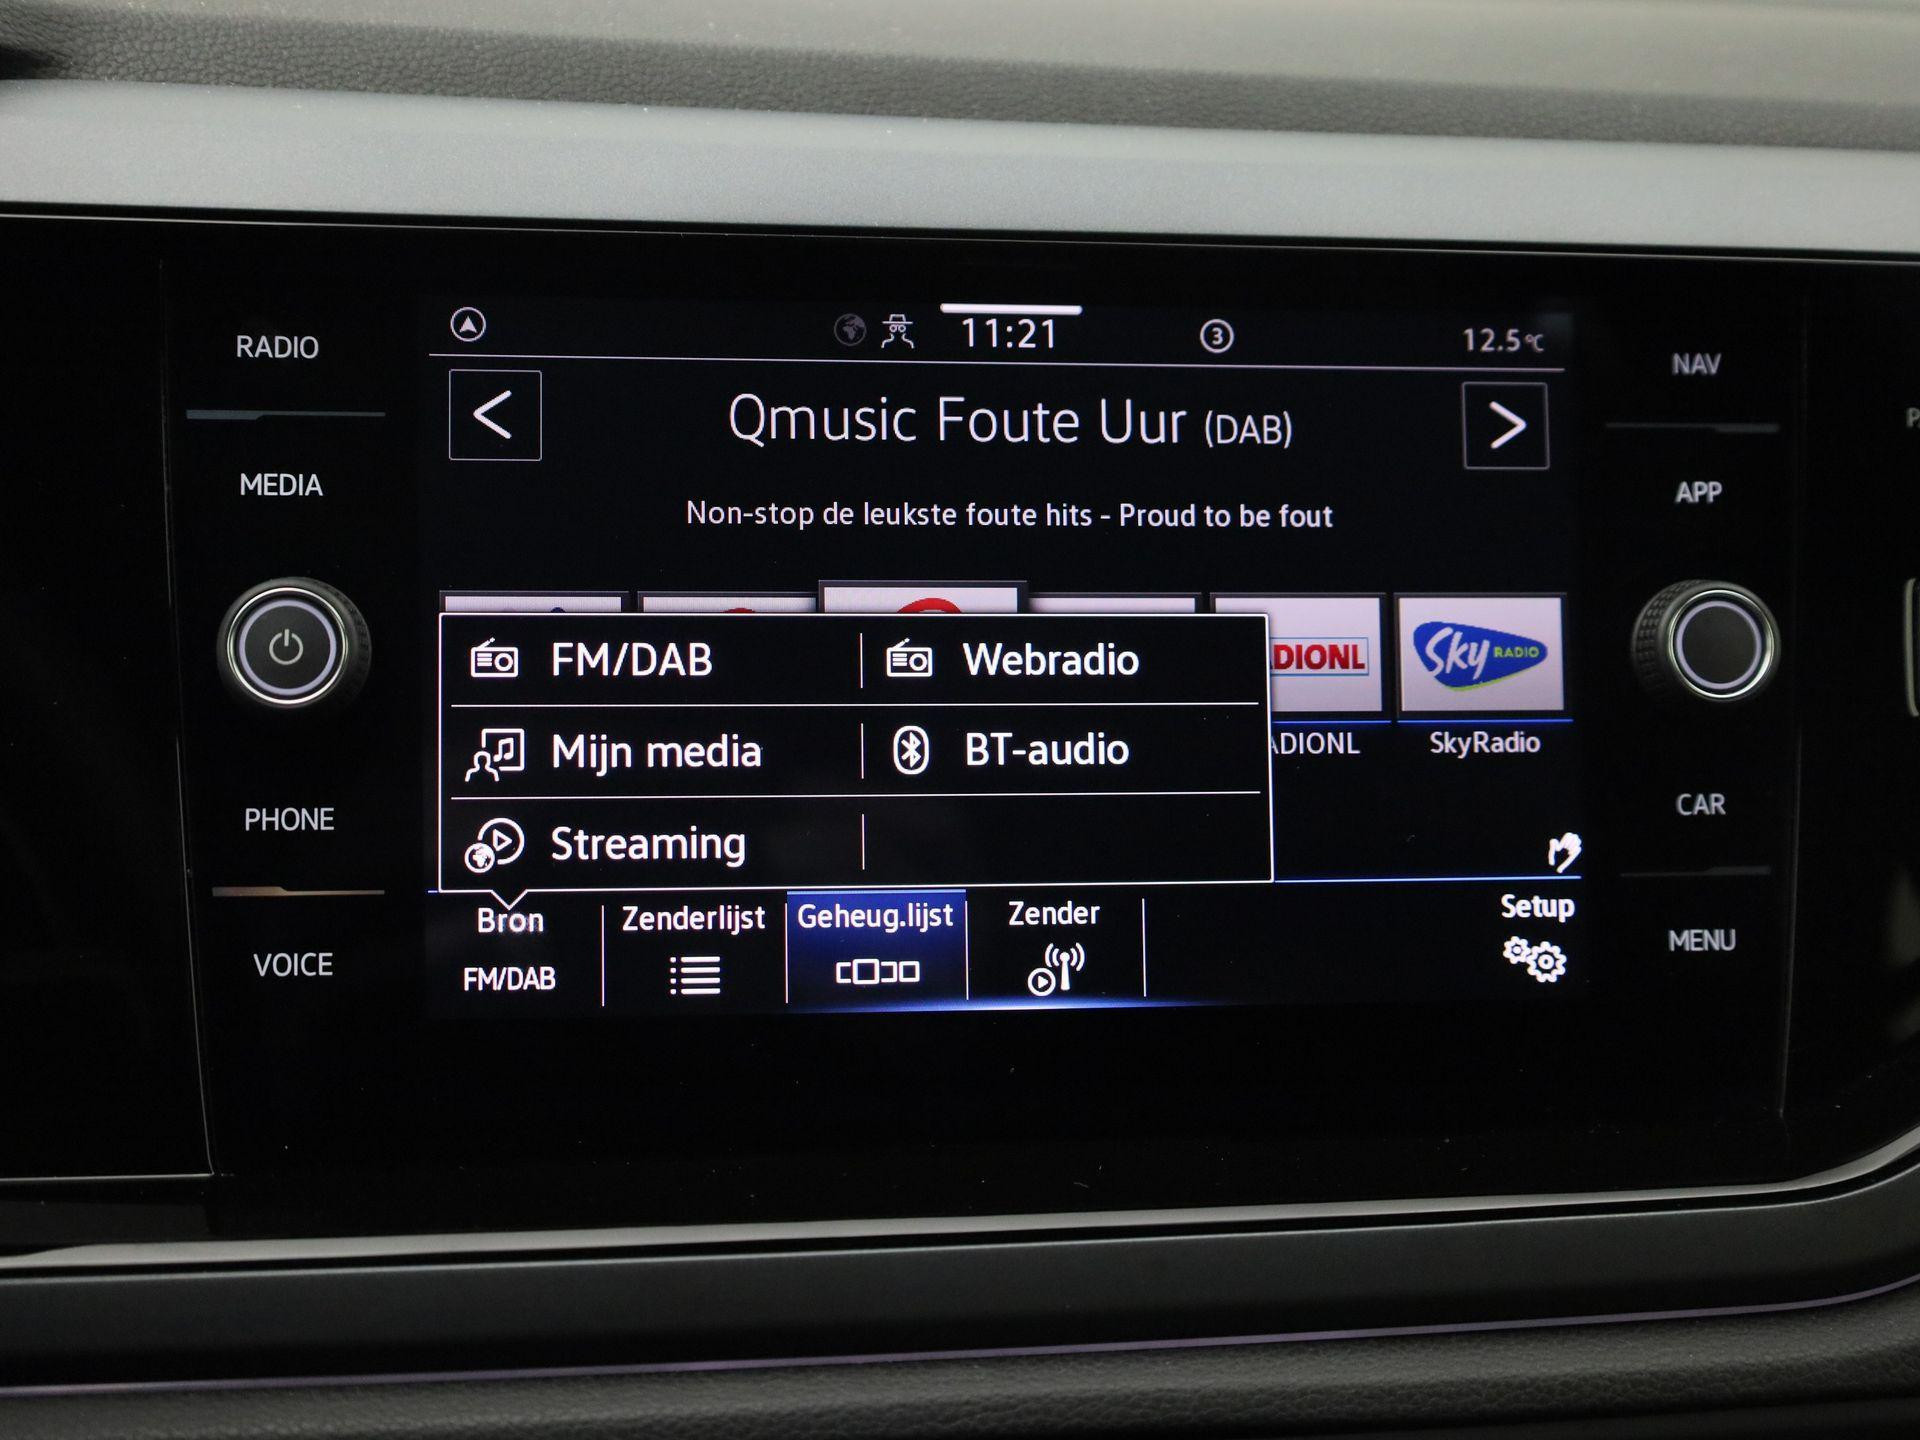 RADIO
MEDIA
PHONE
VOICE
11:21
3
12.5°C
< Qmusic Foute Uur (DAB) >
Non-stop de leukste foute hits - Proud to be fout
FM/DAB
Webradio
Mijn media
BT-audio
Streaming
DIONL
Sky RADIO
ADIONL
SkyRadio
Bron
FM/DAB
Zenderlijst
Geheug.lijst
Zender
Setup
NAV
APP
CAR
MENU